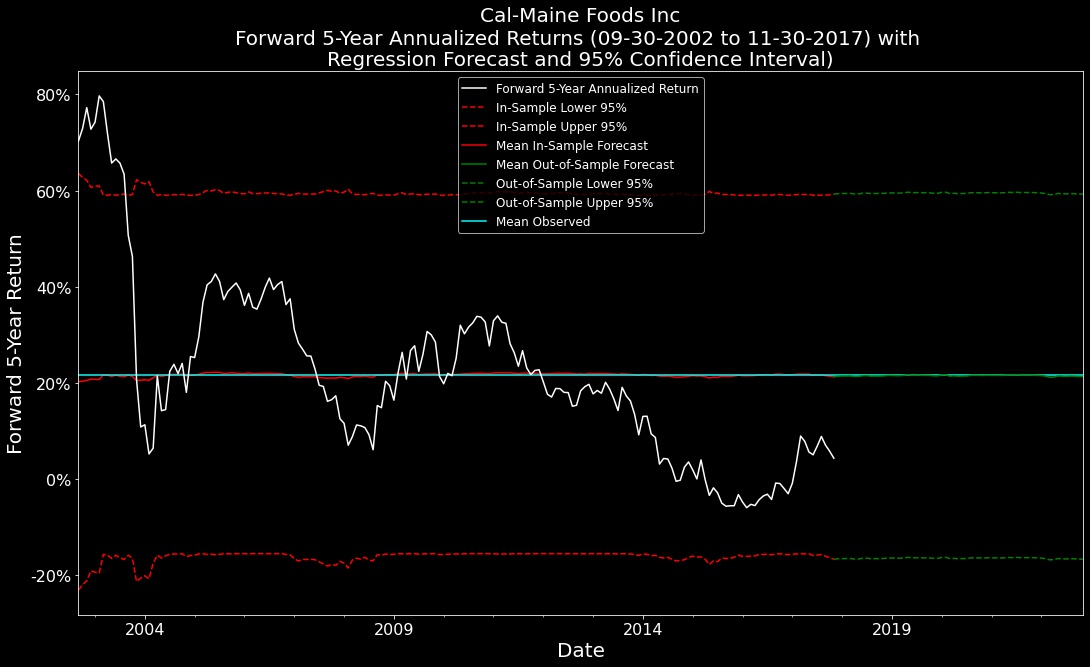 Cal-Maine Foods Inc
Forward 5-Year Annualized Returns (09-30-2002 to 11-30-2017) with
Regression Forecast and 95% Confidence Interval)
Forward 5-Year Annualized Return
In-Sample Lower 95%
In-Sample Upper 95%
Mean In-Sample Forecast
Mean Out-of-Sample Forecast
Out-of-Sample Lower 95%
Out-of-Sample Upper 95%
Mean Observed
Forward 5-Year Return
80%
60%
40%
20%
0%
-20%
2004
2009
2014
2019
Date